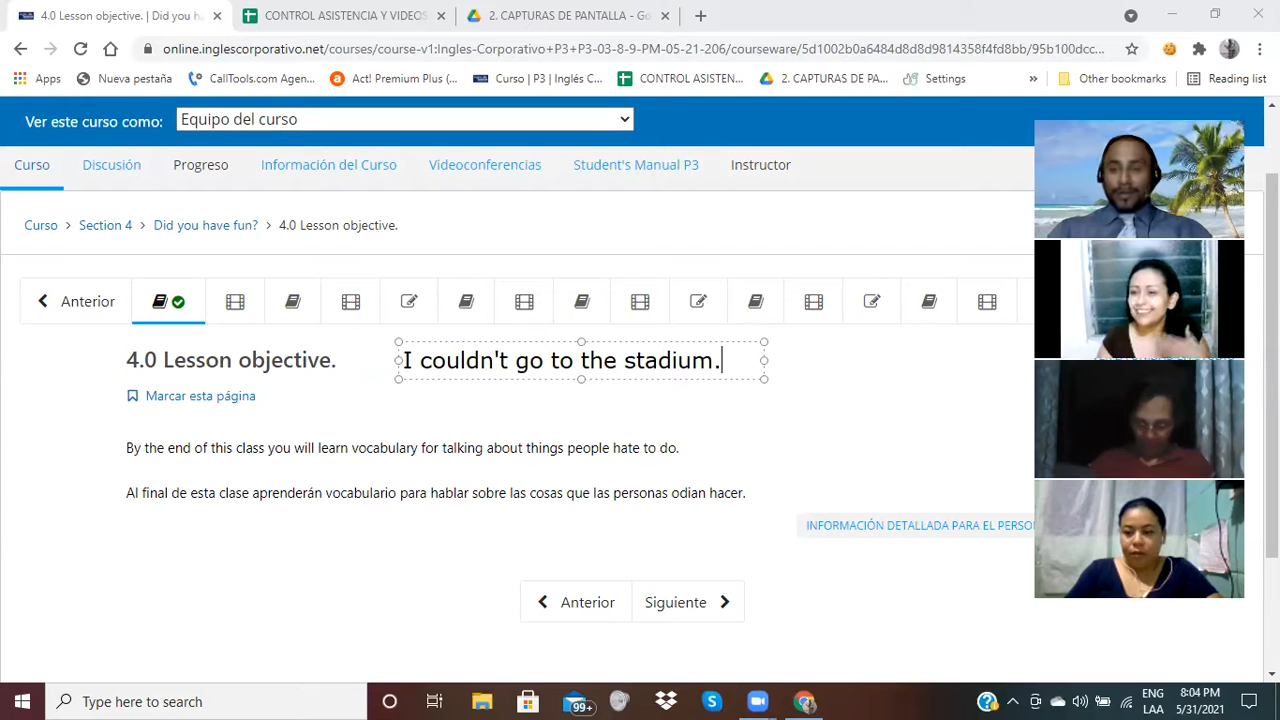 4.0 Lesson objective. | Did you ha
CONTROL ASISTENCIA Y VIDEOS
2. CAPTURAS DE PANTALLA - Go
online.inglescorporativo.net/courses/course-v1:Ingles-Corporativo+P3+P3-03-8-9-PM-05-21-206/courseware/5d1002b0a6484d8d8d9814358f4fd8bb/95b100dcc...
Apps
Nueva pestaña
CallTools.com Agen...
Act! Premium Plus (...
Curso | P3 | Inglés C...
CONTROL ASISTEN...
2. CAPTURAS DE PA...
Settings
»
Other bookmarks
Reading list
Ver este curso como:
Equipo del curso
Curso
Discusión
Progreso
Información del Curso
Videoconferencias
Student's Manual P3
Instructor
Curso > Section 4 > Did you have fun? > 4.0 Lesson objective.
Anterior
4.0 Lesson objective.
I couldn't go to the stadium.
Marcar esta página
By the end of this class you will learn vocabulary for talking about things people hate to do.
Al final de esta clase aprenderán vocabulario para hablar sobre las cosas que las personas odian hacer.
INFORMACIÓN DETALLADA PARA EL PERSON
Anterior
Siguiente
Type here to search
99+
ENG
LAA
8:04 PM
5/31/2021